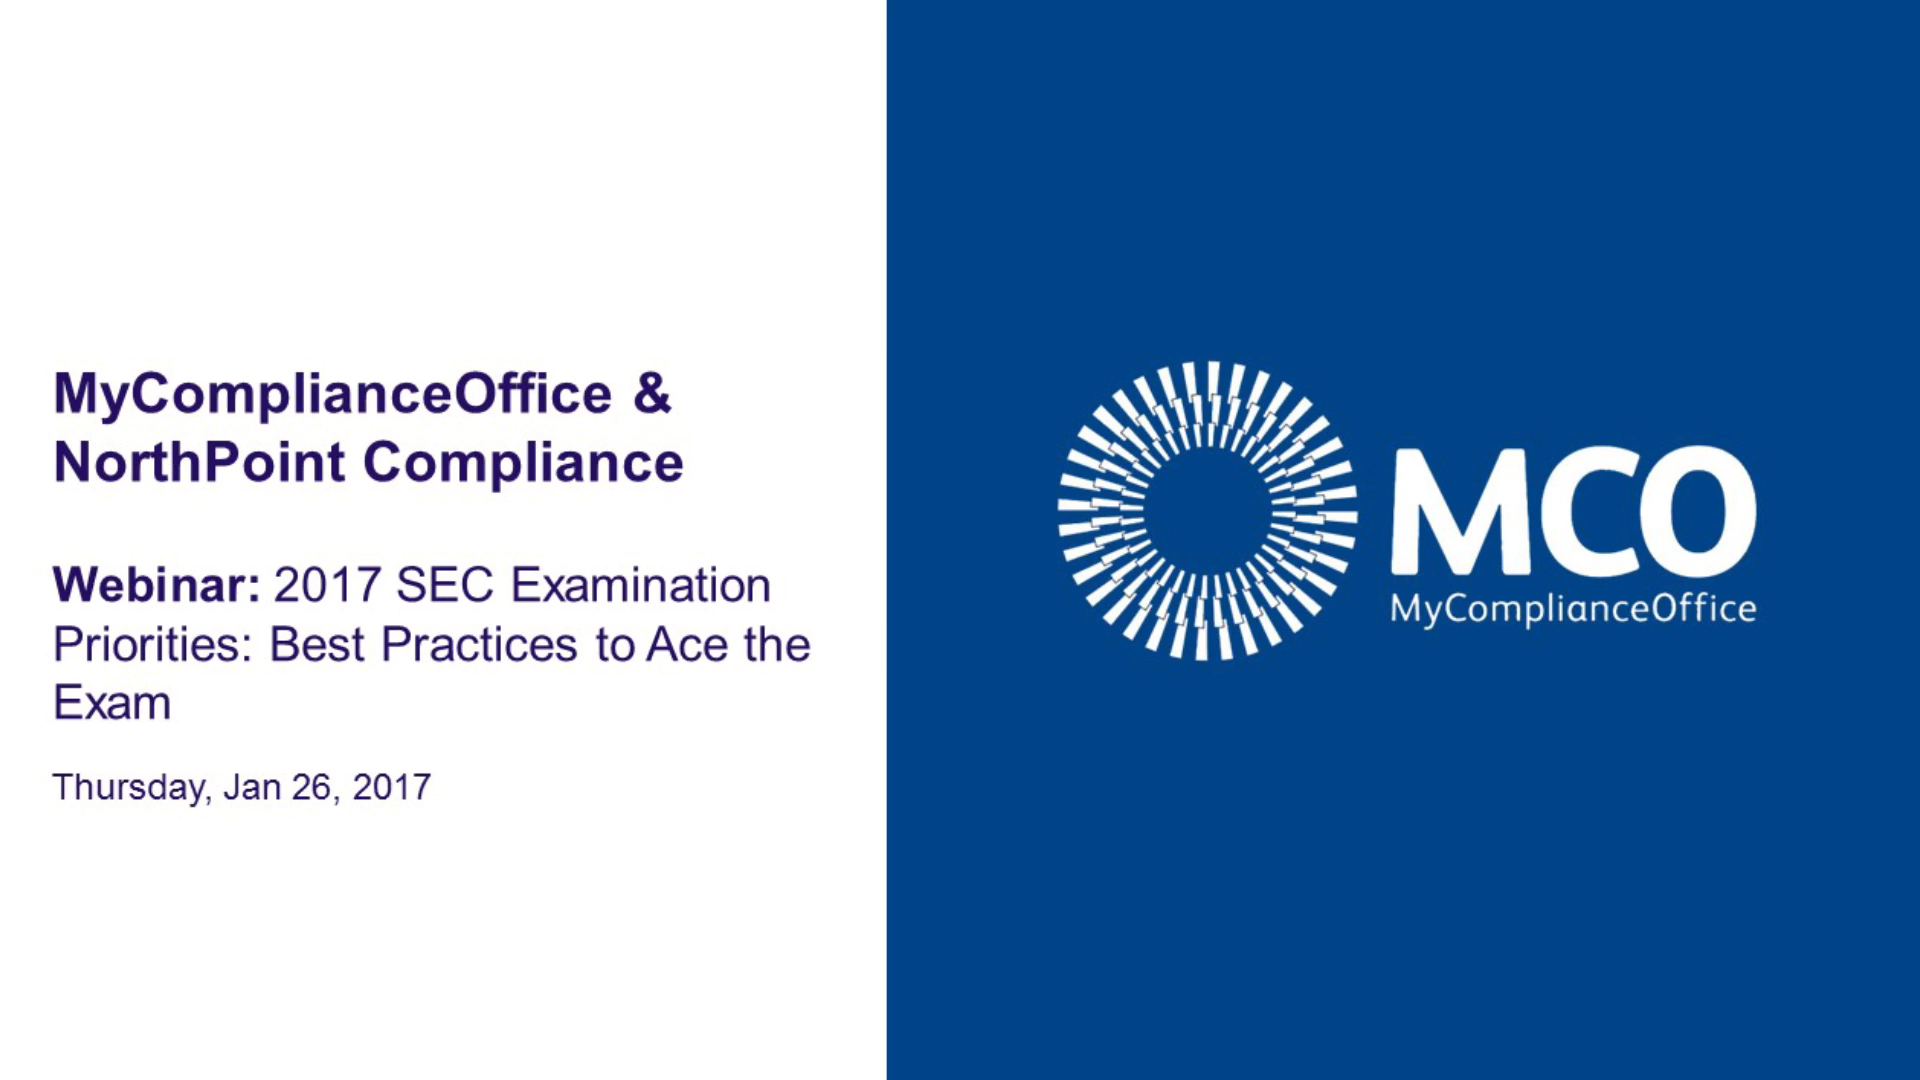 MyComplianceOffice &
NorthPoint Compliance
Webinar: 2017 SEC Examination
Priorities: Best Practices to Ace the
Exam
Thursday, Jan 26, 2017
MCO
MyComplianceOffice